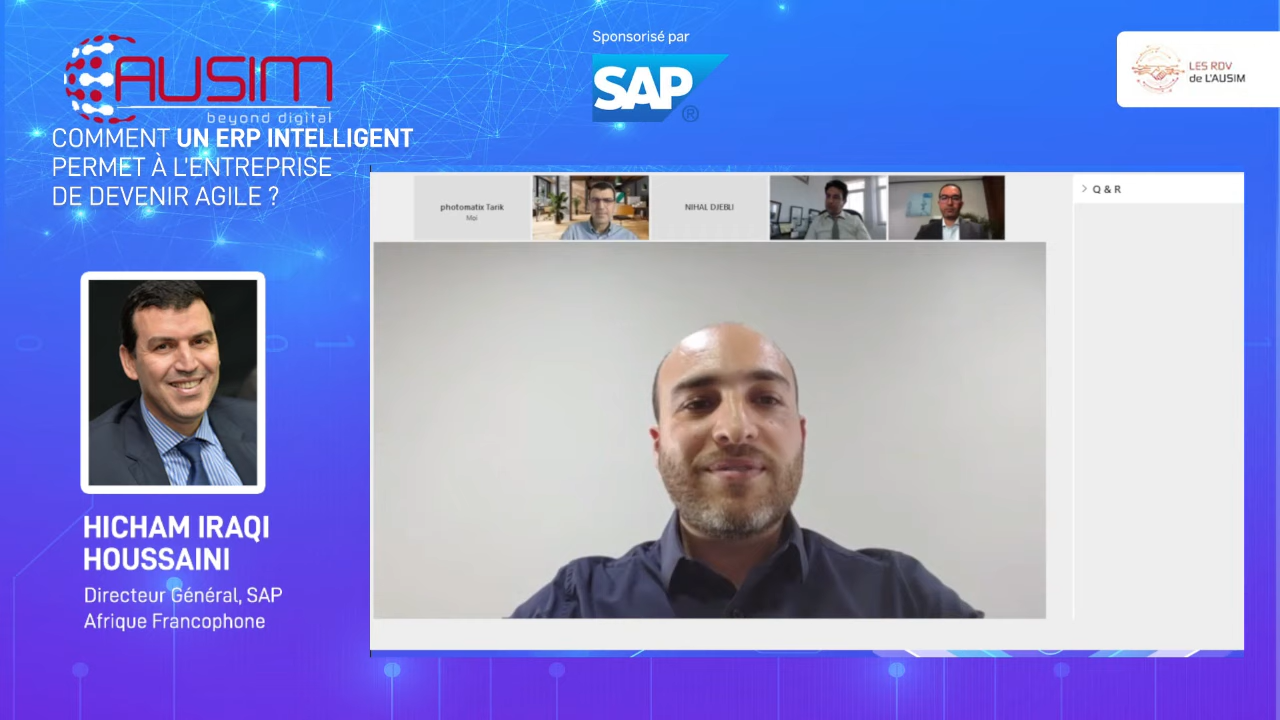 AUSIM
beyond digital
COMMENT UN ERP INTELLIGENT
PERMET À L'ENTREPRISE
DE DEVENIR AGILE ?
Sponsorisé par
SAP
®
LES RDV
de L'AUSIM
photomatix Tarik
Moi
NIHAL DJEBLI
Q & R
HICHAM IRAQI
HOUSSAINI
Directeur Général, SAP
Afrique Francophone